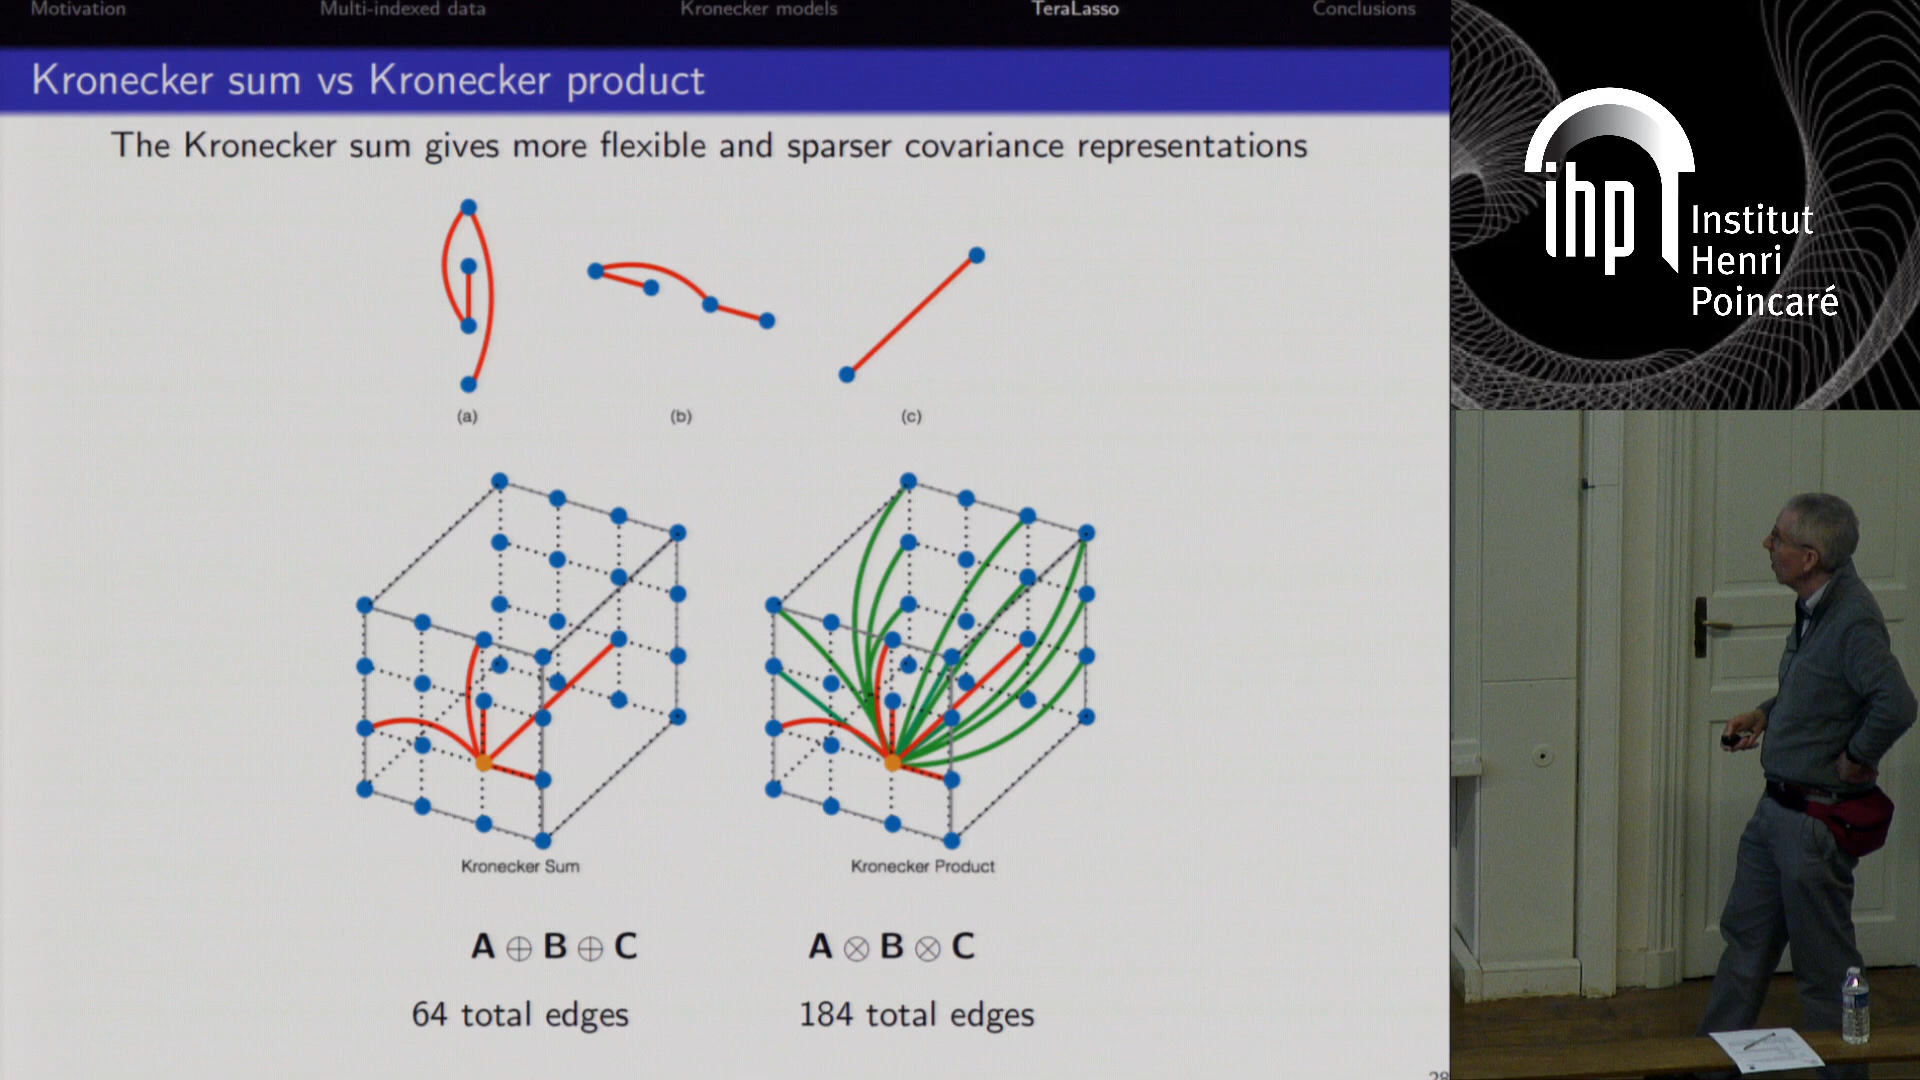 Motivation Multi-indexed data Kronecker models TeraLasso Conclusions
Kronecker sum vs Kronecker product
The Kronecker sum gives more flexible and sparser covariance representations
(a) (b) (c)
Kronecker Sum Kronecker Product
A ⊕ B ⊕ C A ⊗ B ⊗ C
64 total edges 184 total edges
ihp Institut
Henri
Poincaré